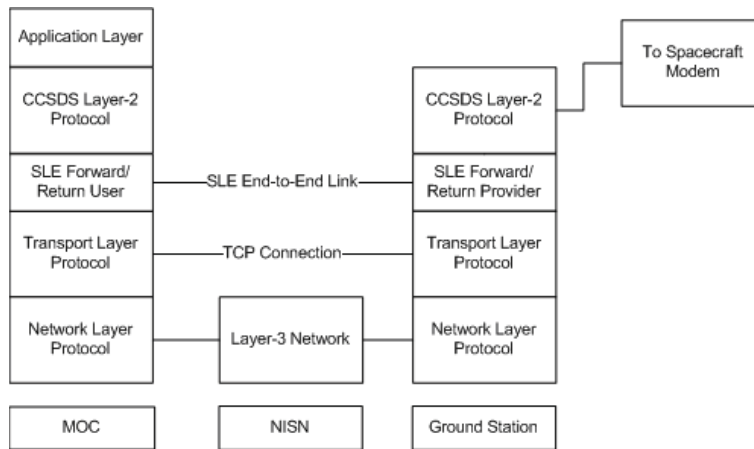 Application Layer
CCSDS Layer-2
Protocol
SLE Forward/
Return User
Transport Layer
Protocol
Network Layer
Protocol
MOC
SLE End-to-End Link
TCP Connection
Layer-3 Network
NISN
CCSDS Layer-2
Protocol
SLE Forward/
Return Provider
Transport Layer
Protocol
Network Layer
Protocol
Ground Station
To Spacecraft
Modem